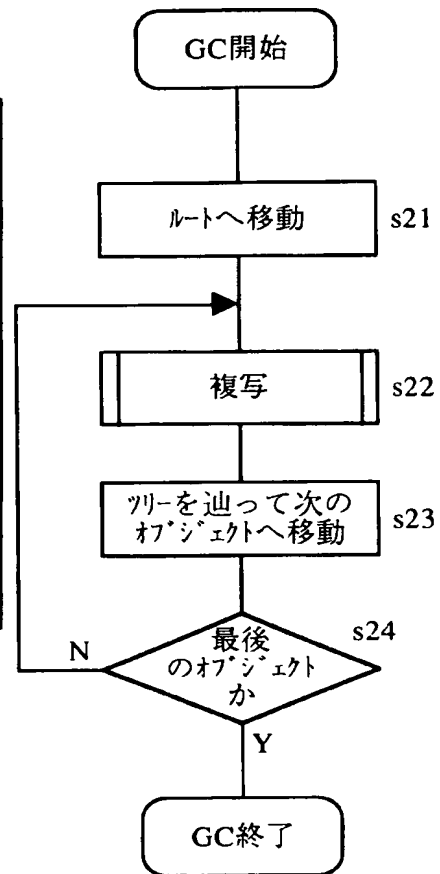 GC開始
ルートへ移動
s21
複写
s22
ツリーを辿って次の
オブジェクトへ移動
s23
最後
のオブジェクト
か
s24
N
Y
GC終了